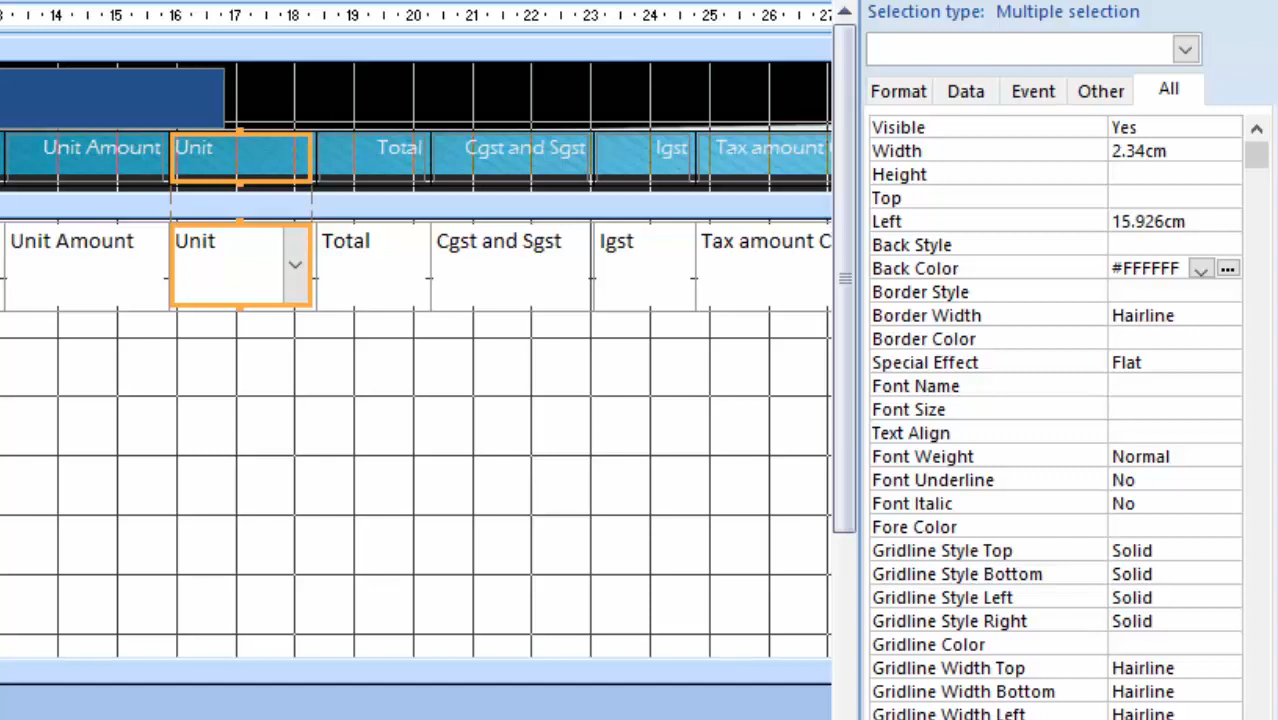 14 15 16 17 18 19 20 21 22 23 24 25 26 27
Unit Amount Unit Total Cgst and Sgst Igst Tax amount
Unit Amount Unit Total Cgst and Sgst Igst Tax amount C
Selection type: Multiple selection
Format Data Event Other All
Visible Yes
Width 2.34cm
Height
Top
Left 15.926cm
Back Style
Back Color #FFFFFF ...
Border Style
Border Width Hairline
Border Color
Special Effect Flat
Font Name
Font Size
Text Align
Font Weight Normal
Font Underline No
Font Italic No
Fore Color
Gridline Style Top Solid
Gridline Style Bottom Solid
Gridline Style Left Solid
Gridline Style Right Solid
Gridline Color
Gridline Width Top Hairline
Gridline Width Bottom Hairline
Gridline Width Left Hairline